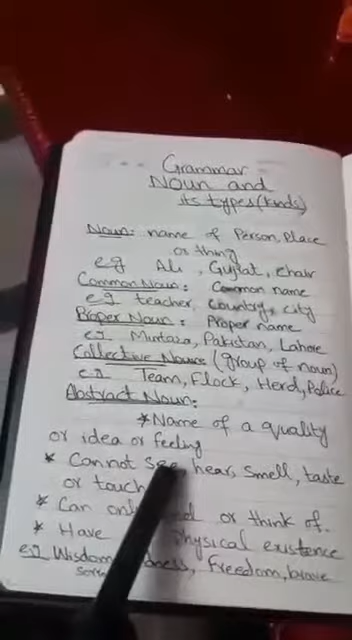 Grammar
Noun and
its types(kinds)
Noun: name of Person, Place
or thing
e.g Ali, Gujrat, chair
Common Noun: Common name
e.g teacher, country, city
Proper Noun: Proper name
e.g Murtaza, Pakistan, Lahore
Collective Nouns (group of noun)
e.g Team, Flock, Herd, Police
Abstract Noun:
*Name of a quality
or idea or feeling
* Cannot see hear, smell, taste
or touch
* Can only or think of.
* Have physical existence
e.g Wisdom, Freedom, brave